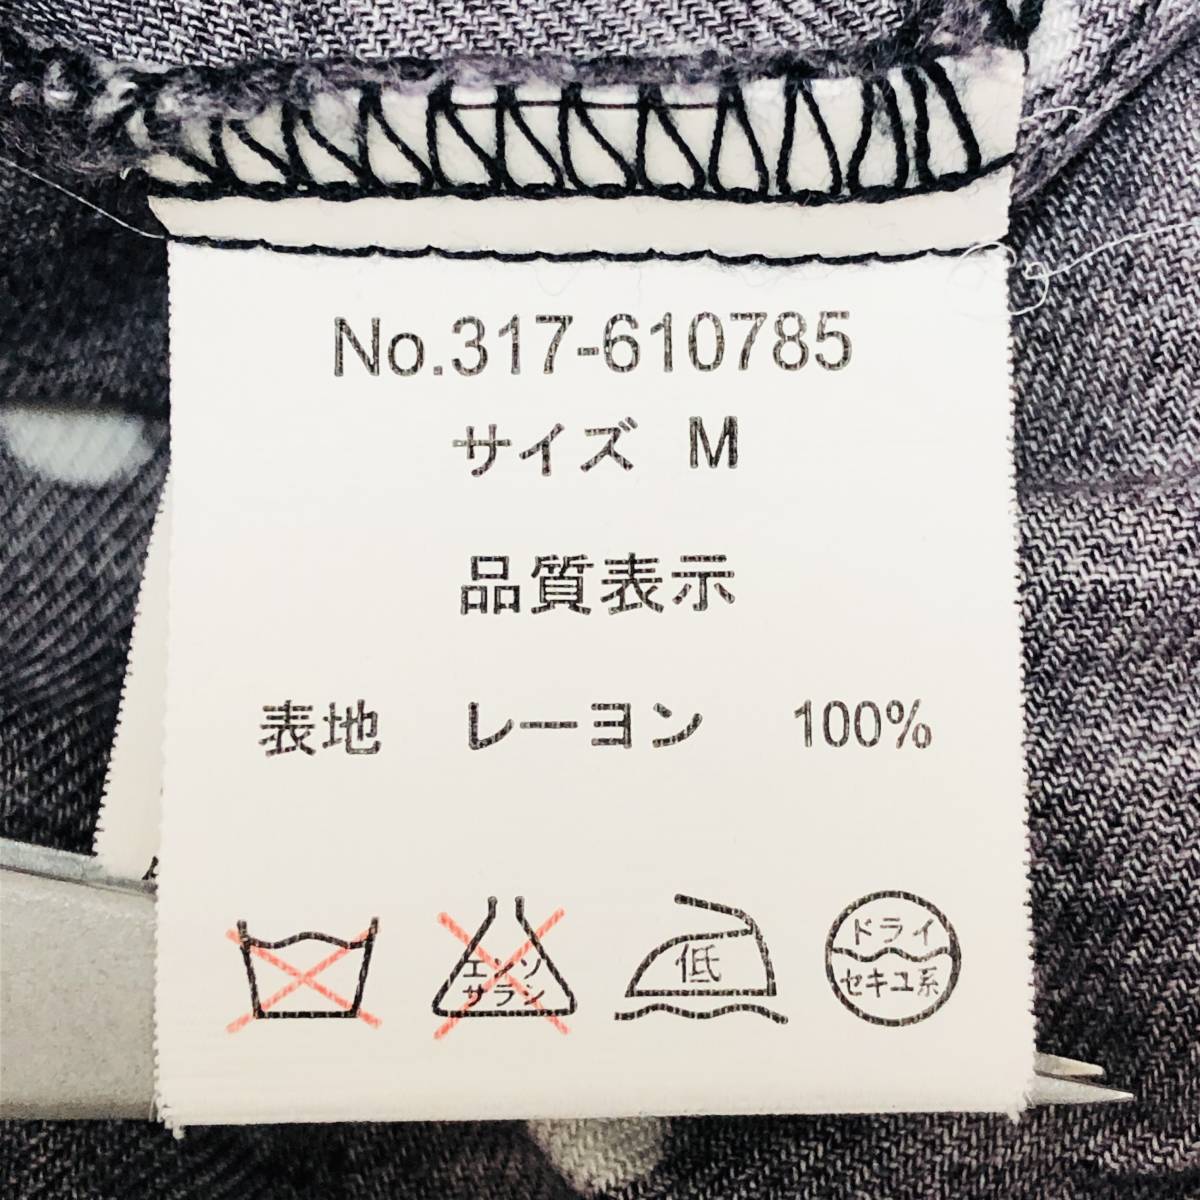 No.317-610785
サイズ M
品質表示
表地 レーヨン 100%
エンソ
サラシ
低
ドライ
セキユ系